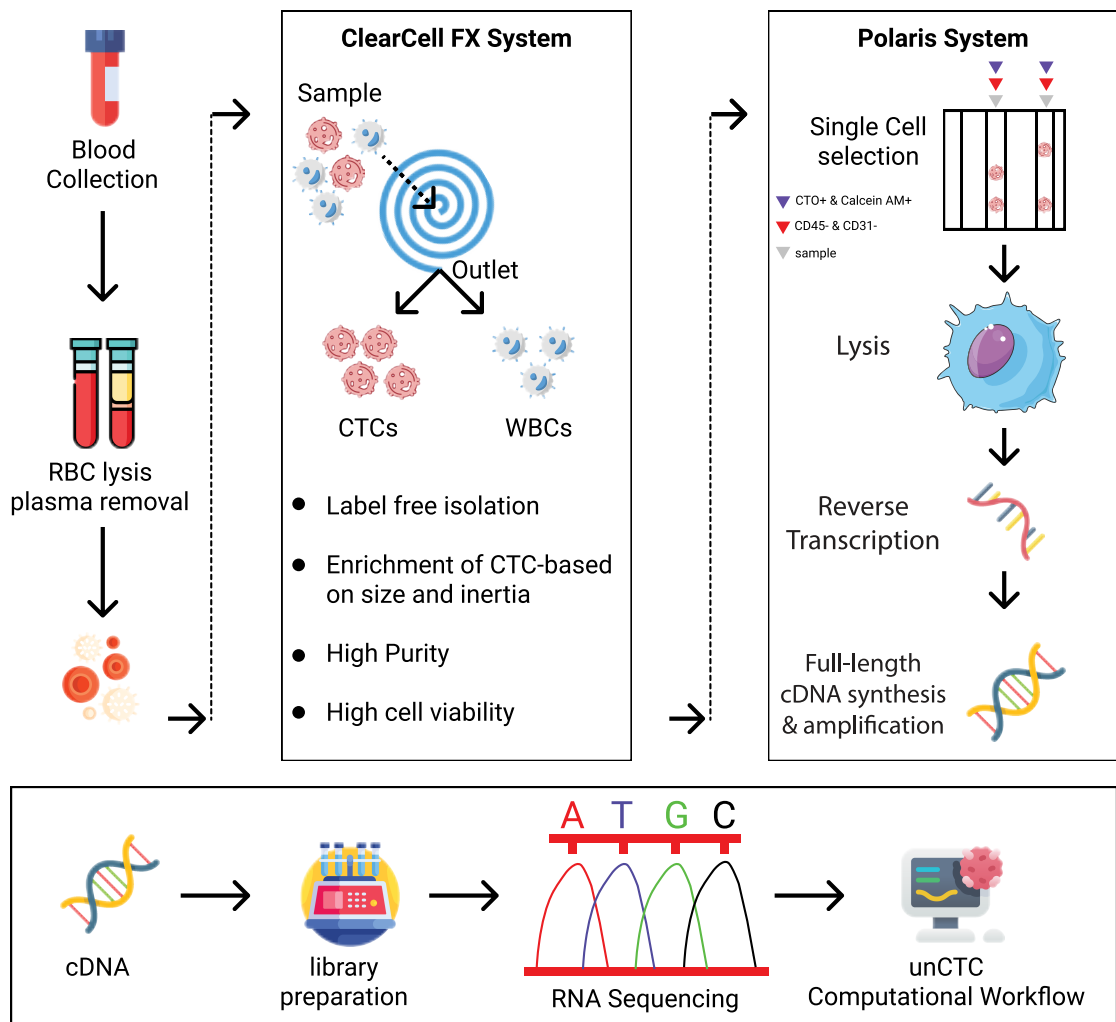 Blood
Collection
RBC lysis
plasma removal
ClearCell FX System
Sample
Outlet
CTCs
WBCs
Label free isolation
Enrichment of CTC-based
on size and inertia
High Purity
High cell viability
Polaris System
Single Cell
selection
CTO+ & Calcein AM+
CD45- & CD31-
sample
Lysis
Reverse
Transcription
Full-length
cDNA synthesis
& amplification
cDNA
library
preparation
A T G C
RNA Sequencing
unCTC
Computational Workflow